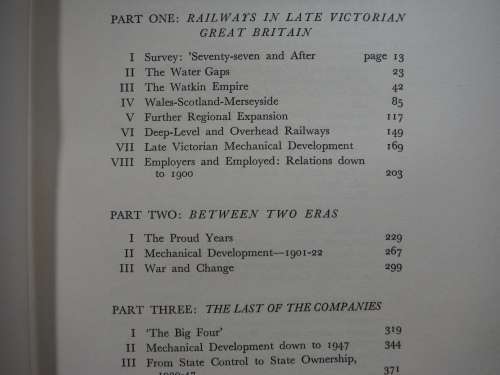 PART ONE: RAILWAYS IN LATE VICTORIAN
GREAT BRITAIN
I Survey: 'Seventy-seven and After page 13
II The Water Gaps 23
III The Watkin Empire 42
IV Wales-Scotland-Merseyside 85
V Further Regional Expansion 117
VI Deep-Level and Overhead Railways 149
VII Late Victorian Mechanical Development 169
VIII Employers and Employed: Relations down
to 1900 203
PART TWO: BETWEEN TWO ERAS
I The Proud Years 229
II Mechanical Development—1901-22 267
III War and Change 299
PART THREE: THE LAST OF THE COMPANIES
I 'The Big Four' 319
II Mechanical Development down to 1947 344
III From State Control to State Ownership,
1939-47 371